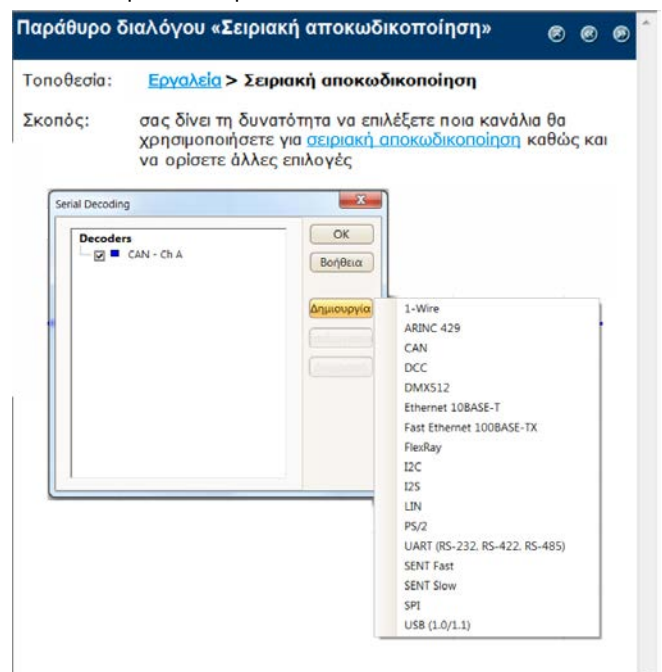 Παράθυρο διαλόγου «Σειριακή αποκωδικοποίηση»
Τοποθεσία: Εργαλεία > Σειριακή αποκωδικοποίηση
Σκοπός: σας δίνει τη δυνατότητα να επιλέξετε ποια κανάλια θα
χρησιμοποιήσετε για σειριακή αποκωδικοποίηση καθώς και
να ορίσετε άλλες επιλογές
Serial Decoding
Decoders
CAN - Ch A
OK
Βοήθεια
Δημιουργία
1-Wire
ARINC 429
CAN
DCC
DMX512
Ethernet 10BASE-T
Fast Ethernet 100BASE-TX
FlexRay
I2C
I2S
LIN
PS/2
UART (RS-232, RS-422, RS-485)
SENT Fast
SENT Slow
SPI
USB (1.0/1.1)